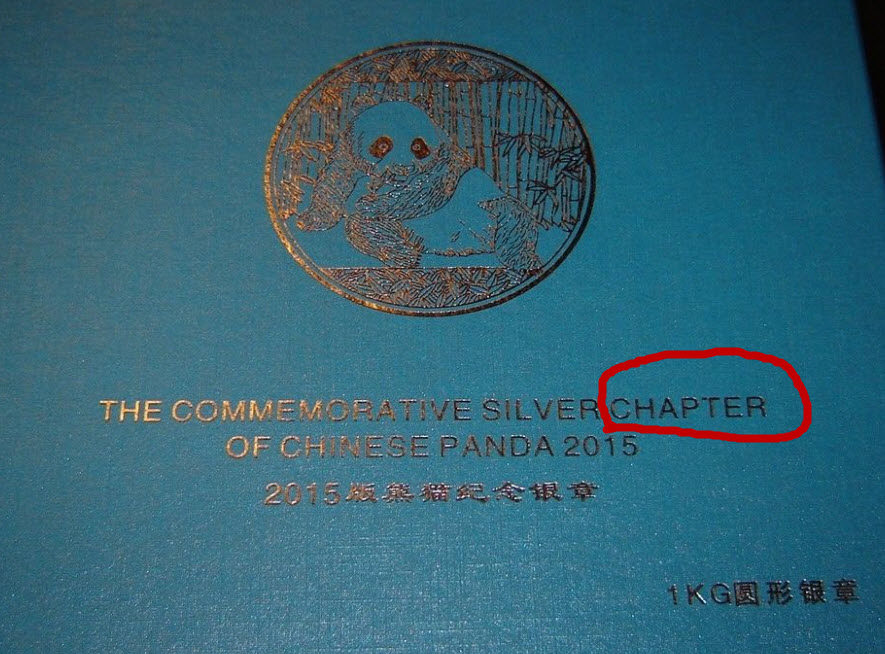 THE COMMEMORATIVE SILVER CHAPTER
OF CHINESE PANDA 2015
2015版熊猫纪念银章
1KG圆形银章